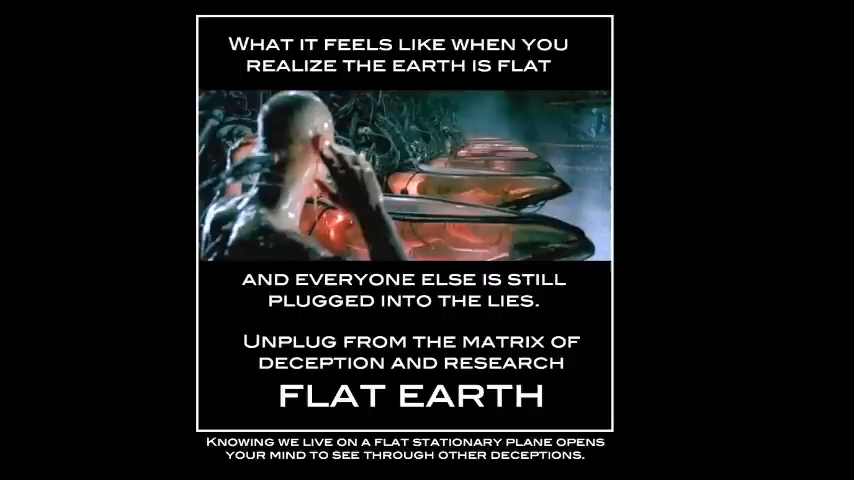 What it feels like when you
realize the earth is flat
and everyone else is still
plugged into the lies.
Unplug from the matrix of
deception and research
FLAT EARTH
Knowing we live on a flat stationary plane opens
your mind to see through other deceptions.